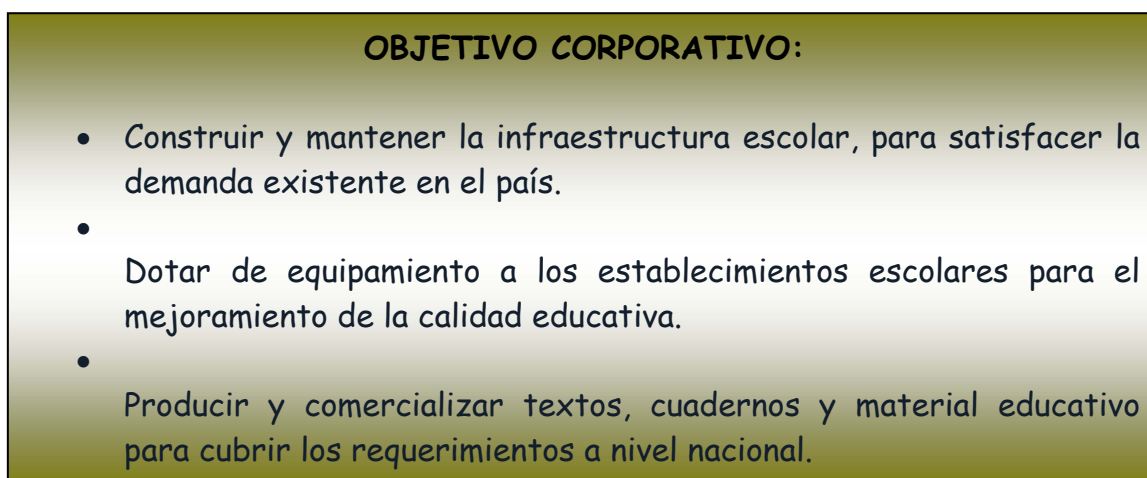 OBJETIVO CORPORATIVO:
• Construir y mantener la infraestructura escolar, para satisfacer la
demanda existente en el país.
•
Dotar de equipamiento a los establecimientos escolares para el
mejoramiento de la calidad educativa.
•
Producir y comercializar textos, cuadernos y material educativo
para cubrir los requerimientos a nivel nacional.